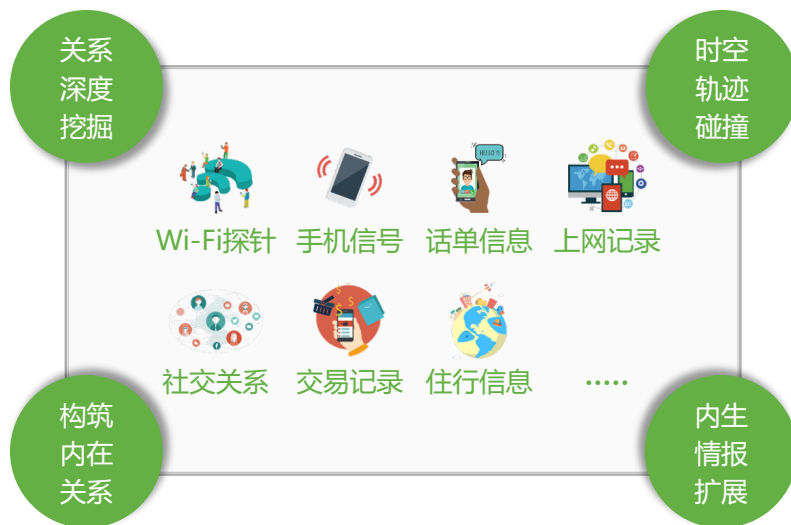 关系
深度
挖掘
时空
轨迹
碰撞
HELLO !
Wi-Fi探针
手机信号
话单信息
上网记录
社交关系
交易记录
住行信息
.....
构筑
内在
关系
内生
情报
扩展